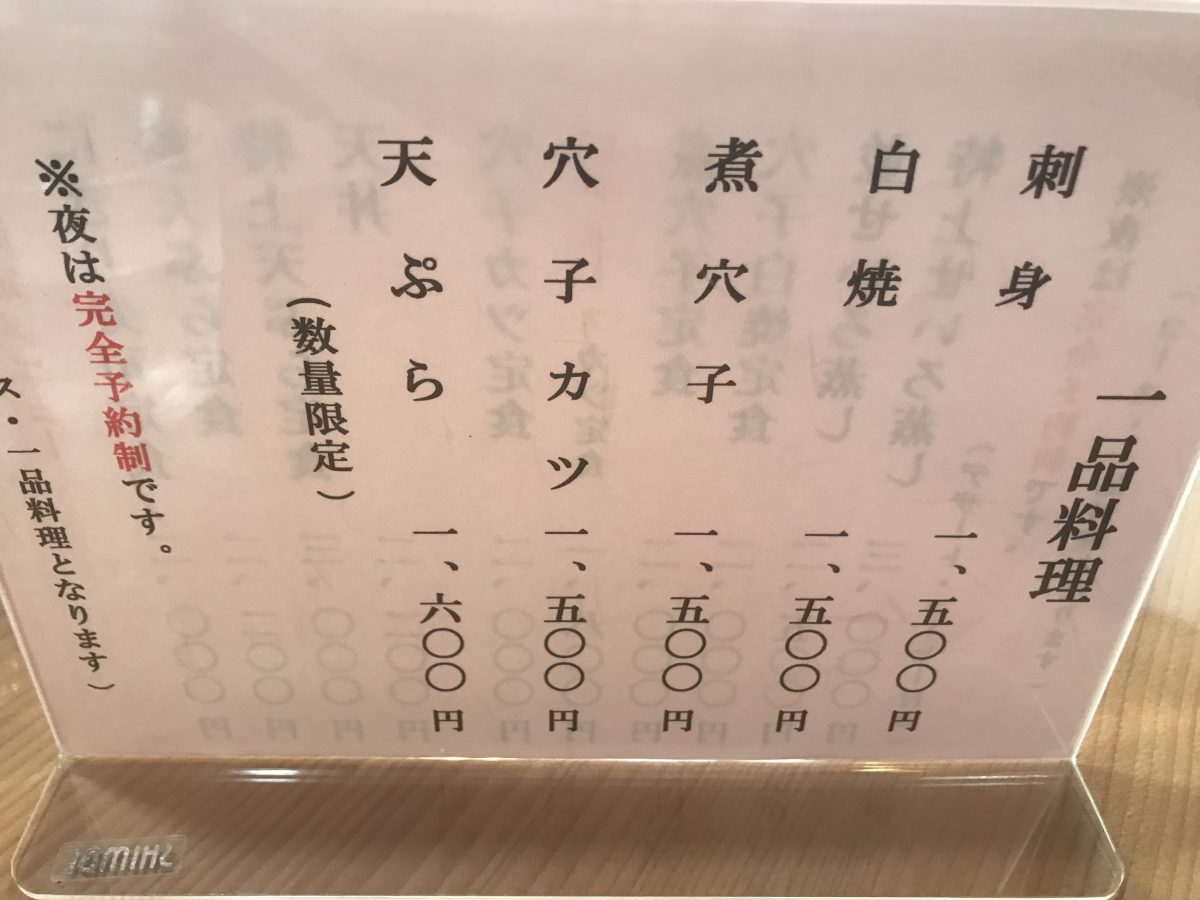 一品料理
刺身 一、五〇〇円
白焼 一、五〇〇円
煮穴子 一、五〇〇円
穴子カツ 一、五〇〇円
天ぷら 一、六〇〇円
（数量限定）
※夜は完全予約制です。
ス・一品料理となります）